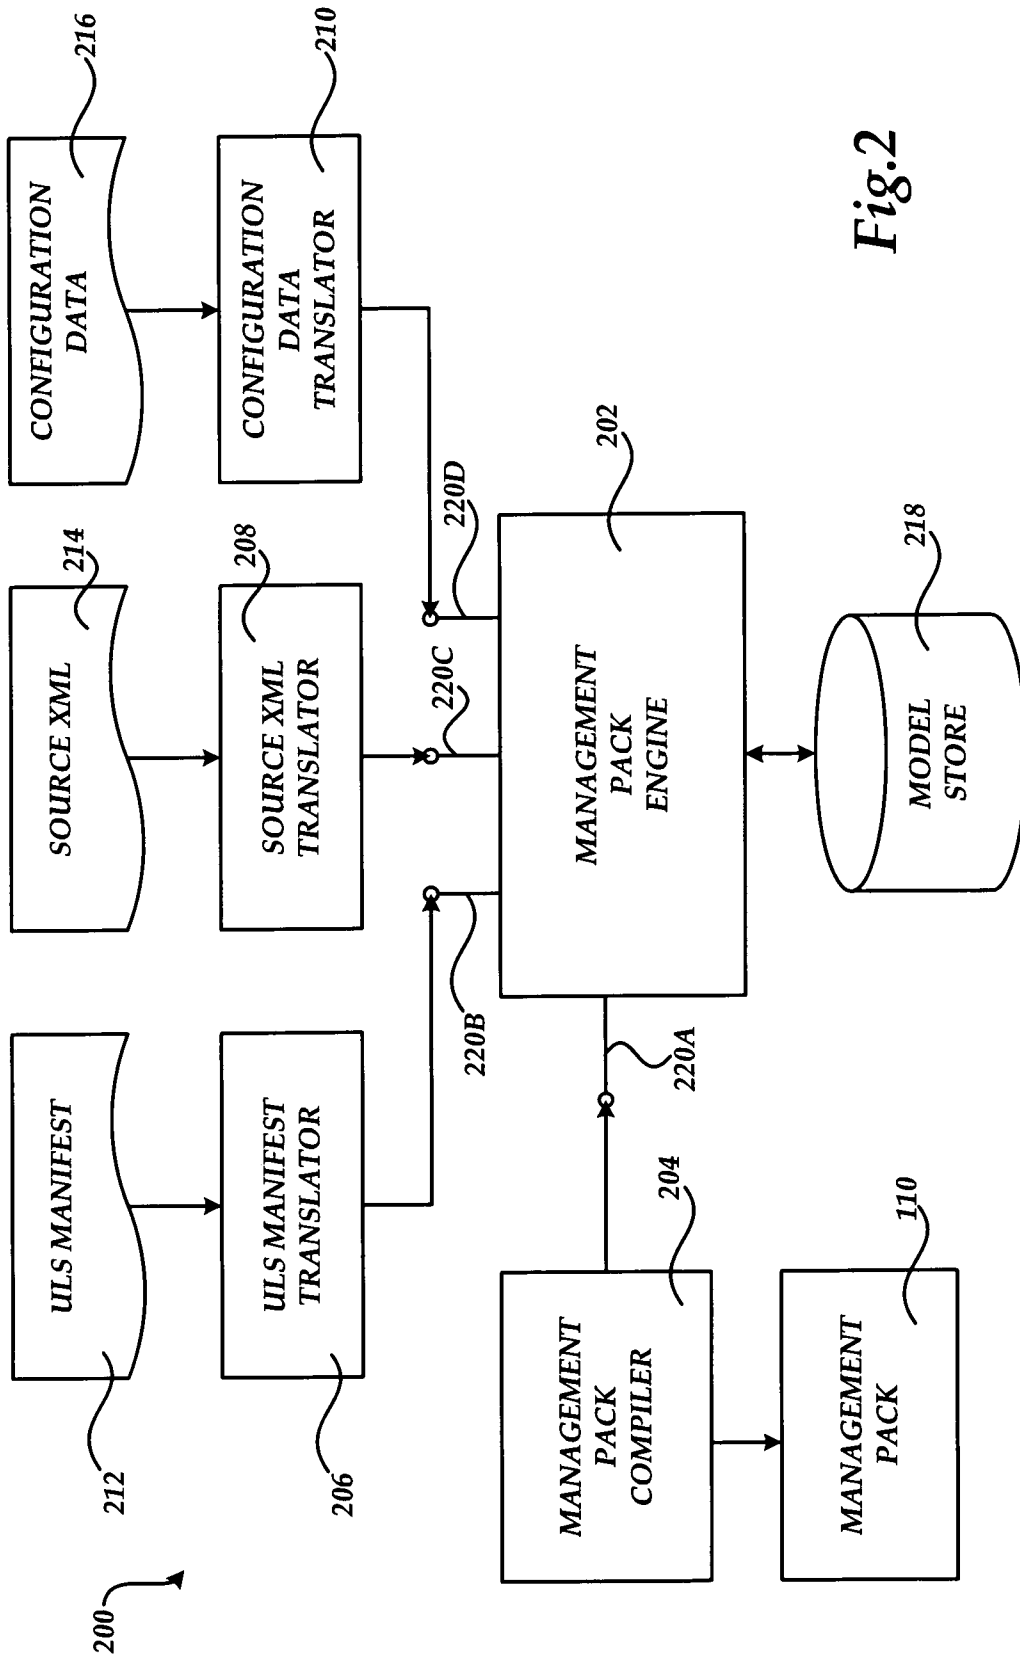 200
212
ULS MANIFEST
214
SOURCE XML
216
CONFIGURATION
DATA
206
ULS MANIFEST
TRANSLATOR
208
SOURCE XML
TRANSLATOR
210
CONFIGURATION
DATA
TRANSLATOR
220B
220C
220D
204
MANAGEMENT
PACK
COMPILER
220A
MANAGEMENT
PACK
ENGINE
202
110
MANAGEMENT
PACK
MODEL
STORE
218
Fig.2